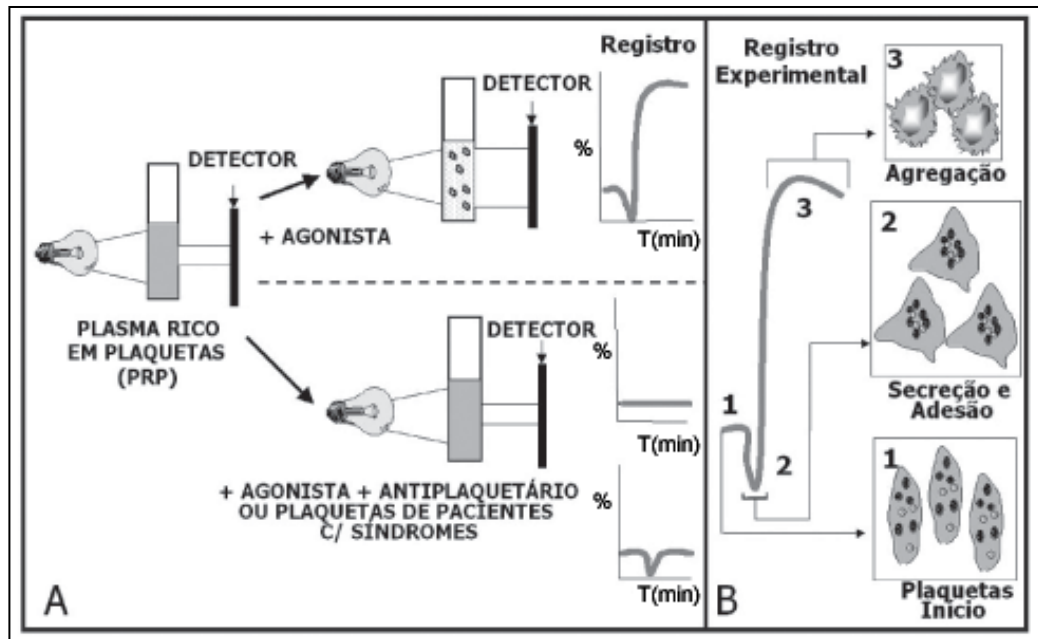 Registro
DETECTOR
%
DETECTOR
+ AGONISTA
T(min)
PLASMA RICO
EM PLAQUETAS
(PRP)
DETECTOR
%
T(min)
+ AGONISTA + ANTIPLAQUETÁRIO
OU PLAQUETAS DE PACIENTES
C/ SÍNDROMES
%
T(min)
A
Registro
Experimental
3
Agregação
3
2
Secreção e
Adesão
1
2
1
Plaquetas
Início
B